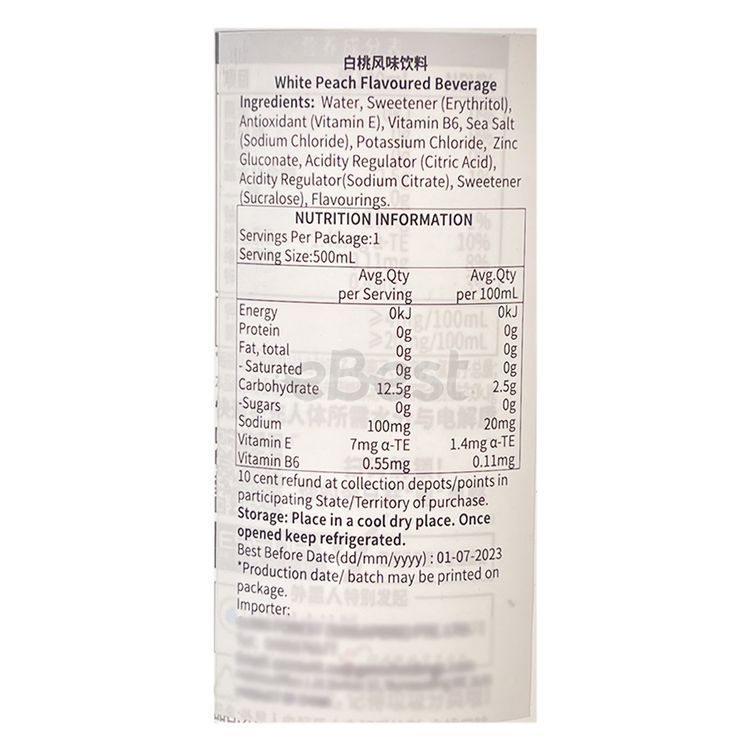 白桃风味饮料
White Peach Flavoured Beverage
Ingredients: Water, Sweetener (Erythritol),
Antioxidant (Vitamin E), Vitamin B6, Sea Salt
(Sodium Chloride), Potassium Chloride, Zinc
Gluconate, Acidity Regulator (Citric Acid),
Acidity Regulator(Sodium Citrate), Sweetener
(Sucralose), Flavourings.
NUTRITION INFORMATION
Servings Per Package:1
Serving Size:500mL
Avg.Qty Avg.Qty
per Serving per 100mL
Energy 0kJ 0kJ
Protein 0g 0g
Fat, total 0g 0g
- Saturated 0g 0g
Carbohydrate 12.5g 2.5g
-Sugars 0g 0g
Sodium 100mg 20mg
Vitamin E 7mg α-TE 1.4mg α-TE
Vitamin B6 0.55mg 0.11mg
10 cent refund at collection depots/points in
participating State/Territory of purchase.
Storage: Place in a cool dry place. Once
opened keep refrigerated.
Best Before Date(dd/mm/yyyy) : 01-07-2023
*Production date/ batch may be printed on
package.
Importer:
eBest